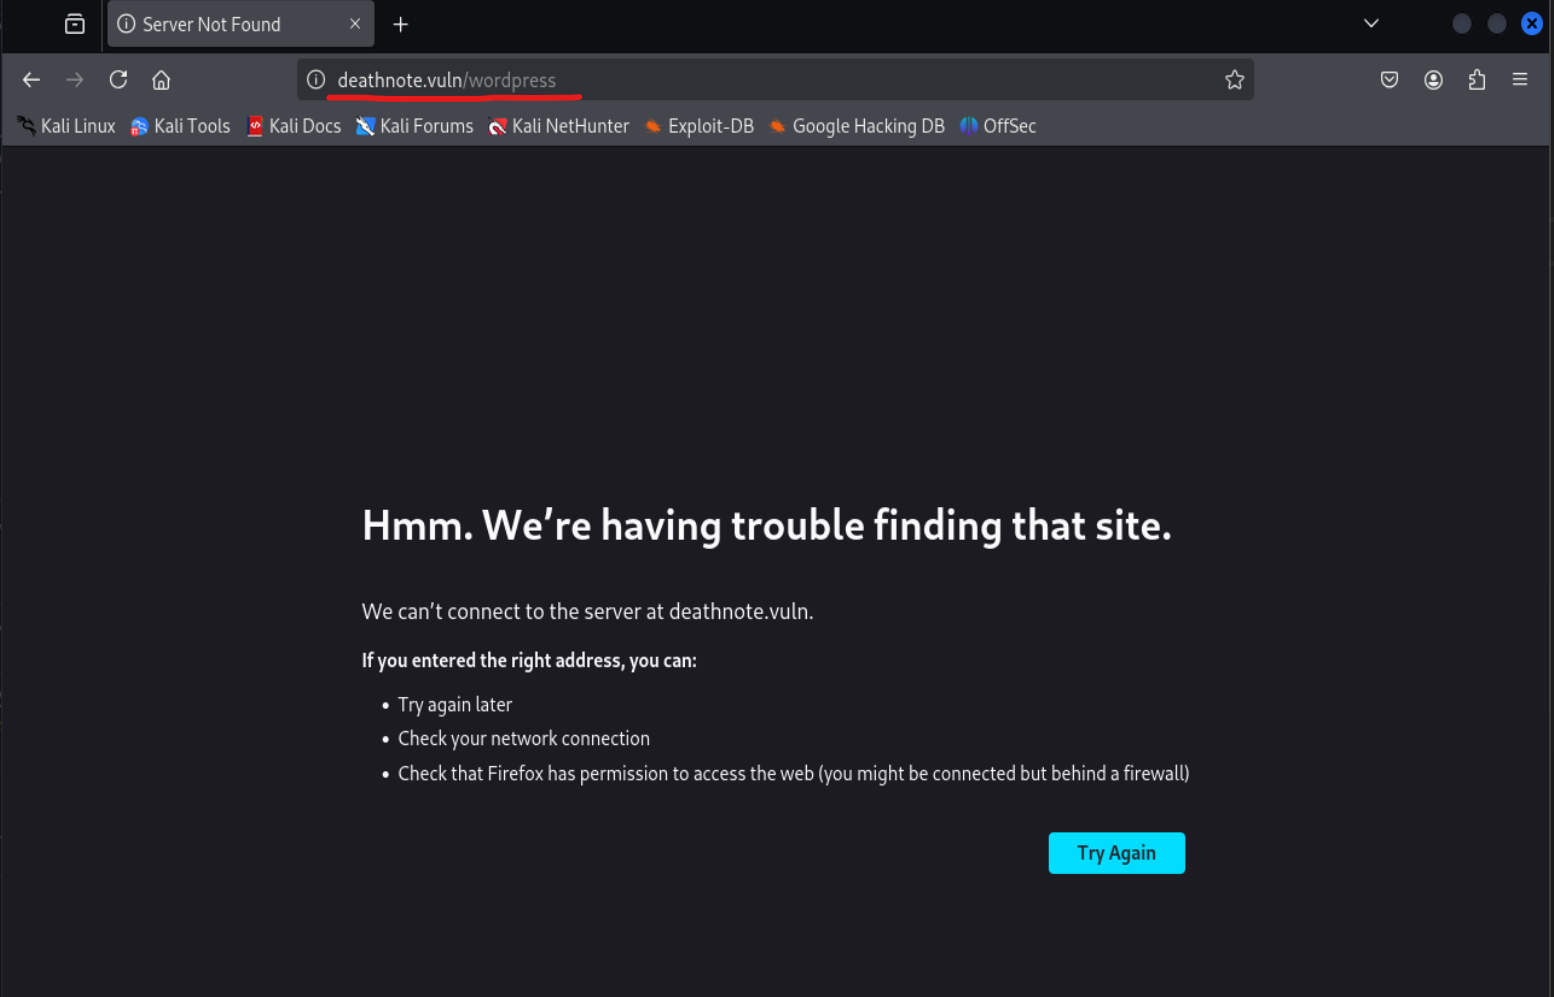 Server Not Found
deathnote.vuln/wordpress
Kali Linux Kali Tools Kali Docs Kali Forums Kali NetHunter Exploit-DB Google Hacking DB OffSec
Hmm. We're having trouble finding that site.
We can't connect to the server at deathnote.vuln.
If you entered the right address, you can:
• Try again later
• Check your network connection
• Check that Firefox has permission to access the web (you might be connected but behind a firewall)
Try Again